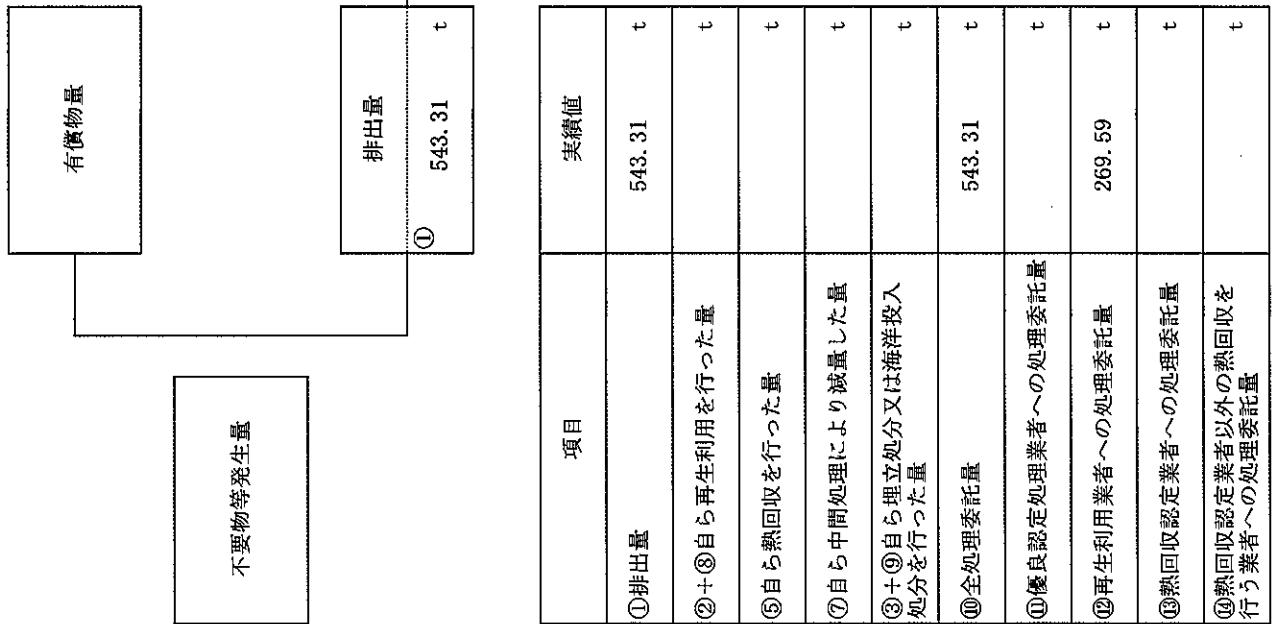 有償物量
不要物等発生量
排出量
① 543.31 t
項目 実績値
①排出量 543.31 t
②＋⑧自ら再生利用を行った量 t
⑤自ら熱回収を行った量 t
⑦自ら中間処理により減量した量 t
③＋⑨自ら埋立処分又は海洋投入
処分を行った量 t
⑩全処理委託量 543.31 t
⑪優良認定処理業者への処理委託量 t
⑫再生利用業者への処理委託量 269.59 t
⑬熱回収認定業者への処理委託量 t
⑭熱回収認定業者以外の熱回収を
行う業者への処理委託量 t